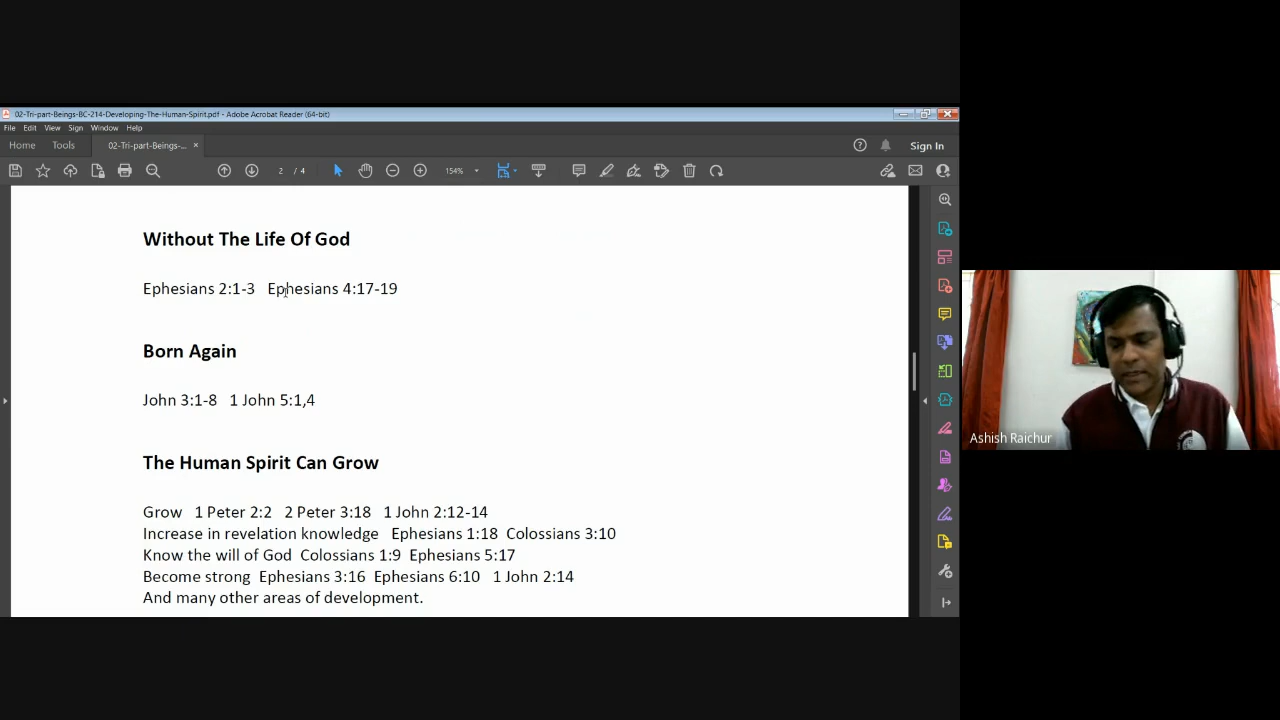 02-Tri-part-Beings-BC-214-Developing-The-Human-Spirit.pdf - Adobe Acrobat Reader (64-bit)
File Edit View Sign Window Help
Home Tools 02-Tri-part-Beings-... × Sign In
2 / 4 154%
Without The Life Of God
Ephesians 2:1-3 Ephesians 4:17-19
Born Again
John 3:1-8 1 John 5:1,4
The Human Spirit Can Grow
Grow 1 Peter 2:2 2 Peter 3:18 1 John 2:12-14
Increase in revelation knowledge Ephesians 1:18 Colossians 3:10
Know the will of God Colossians 1:9 Ephesians 5:17
Become strong Ephesians 3:16 Ephesians 6:10 1 John 2:14
And many other areas of development.
Ashish Raichur